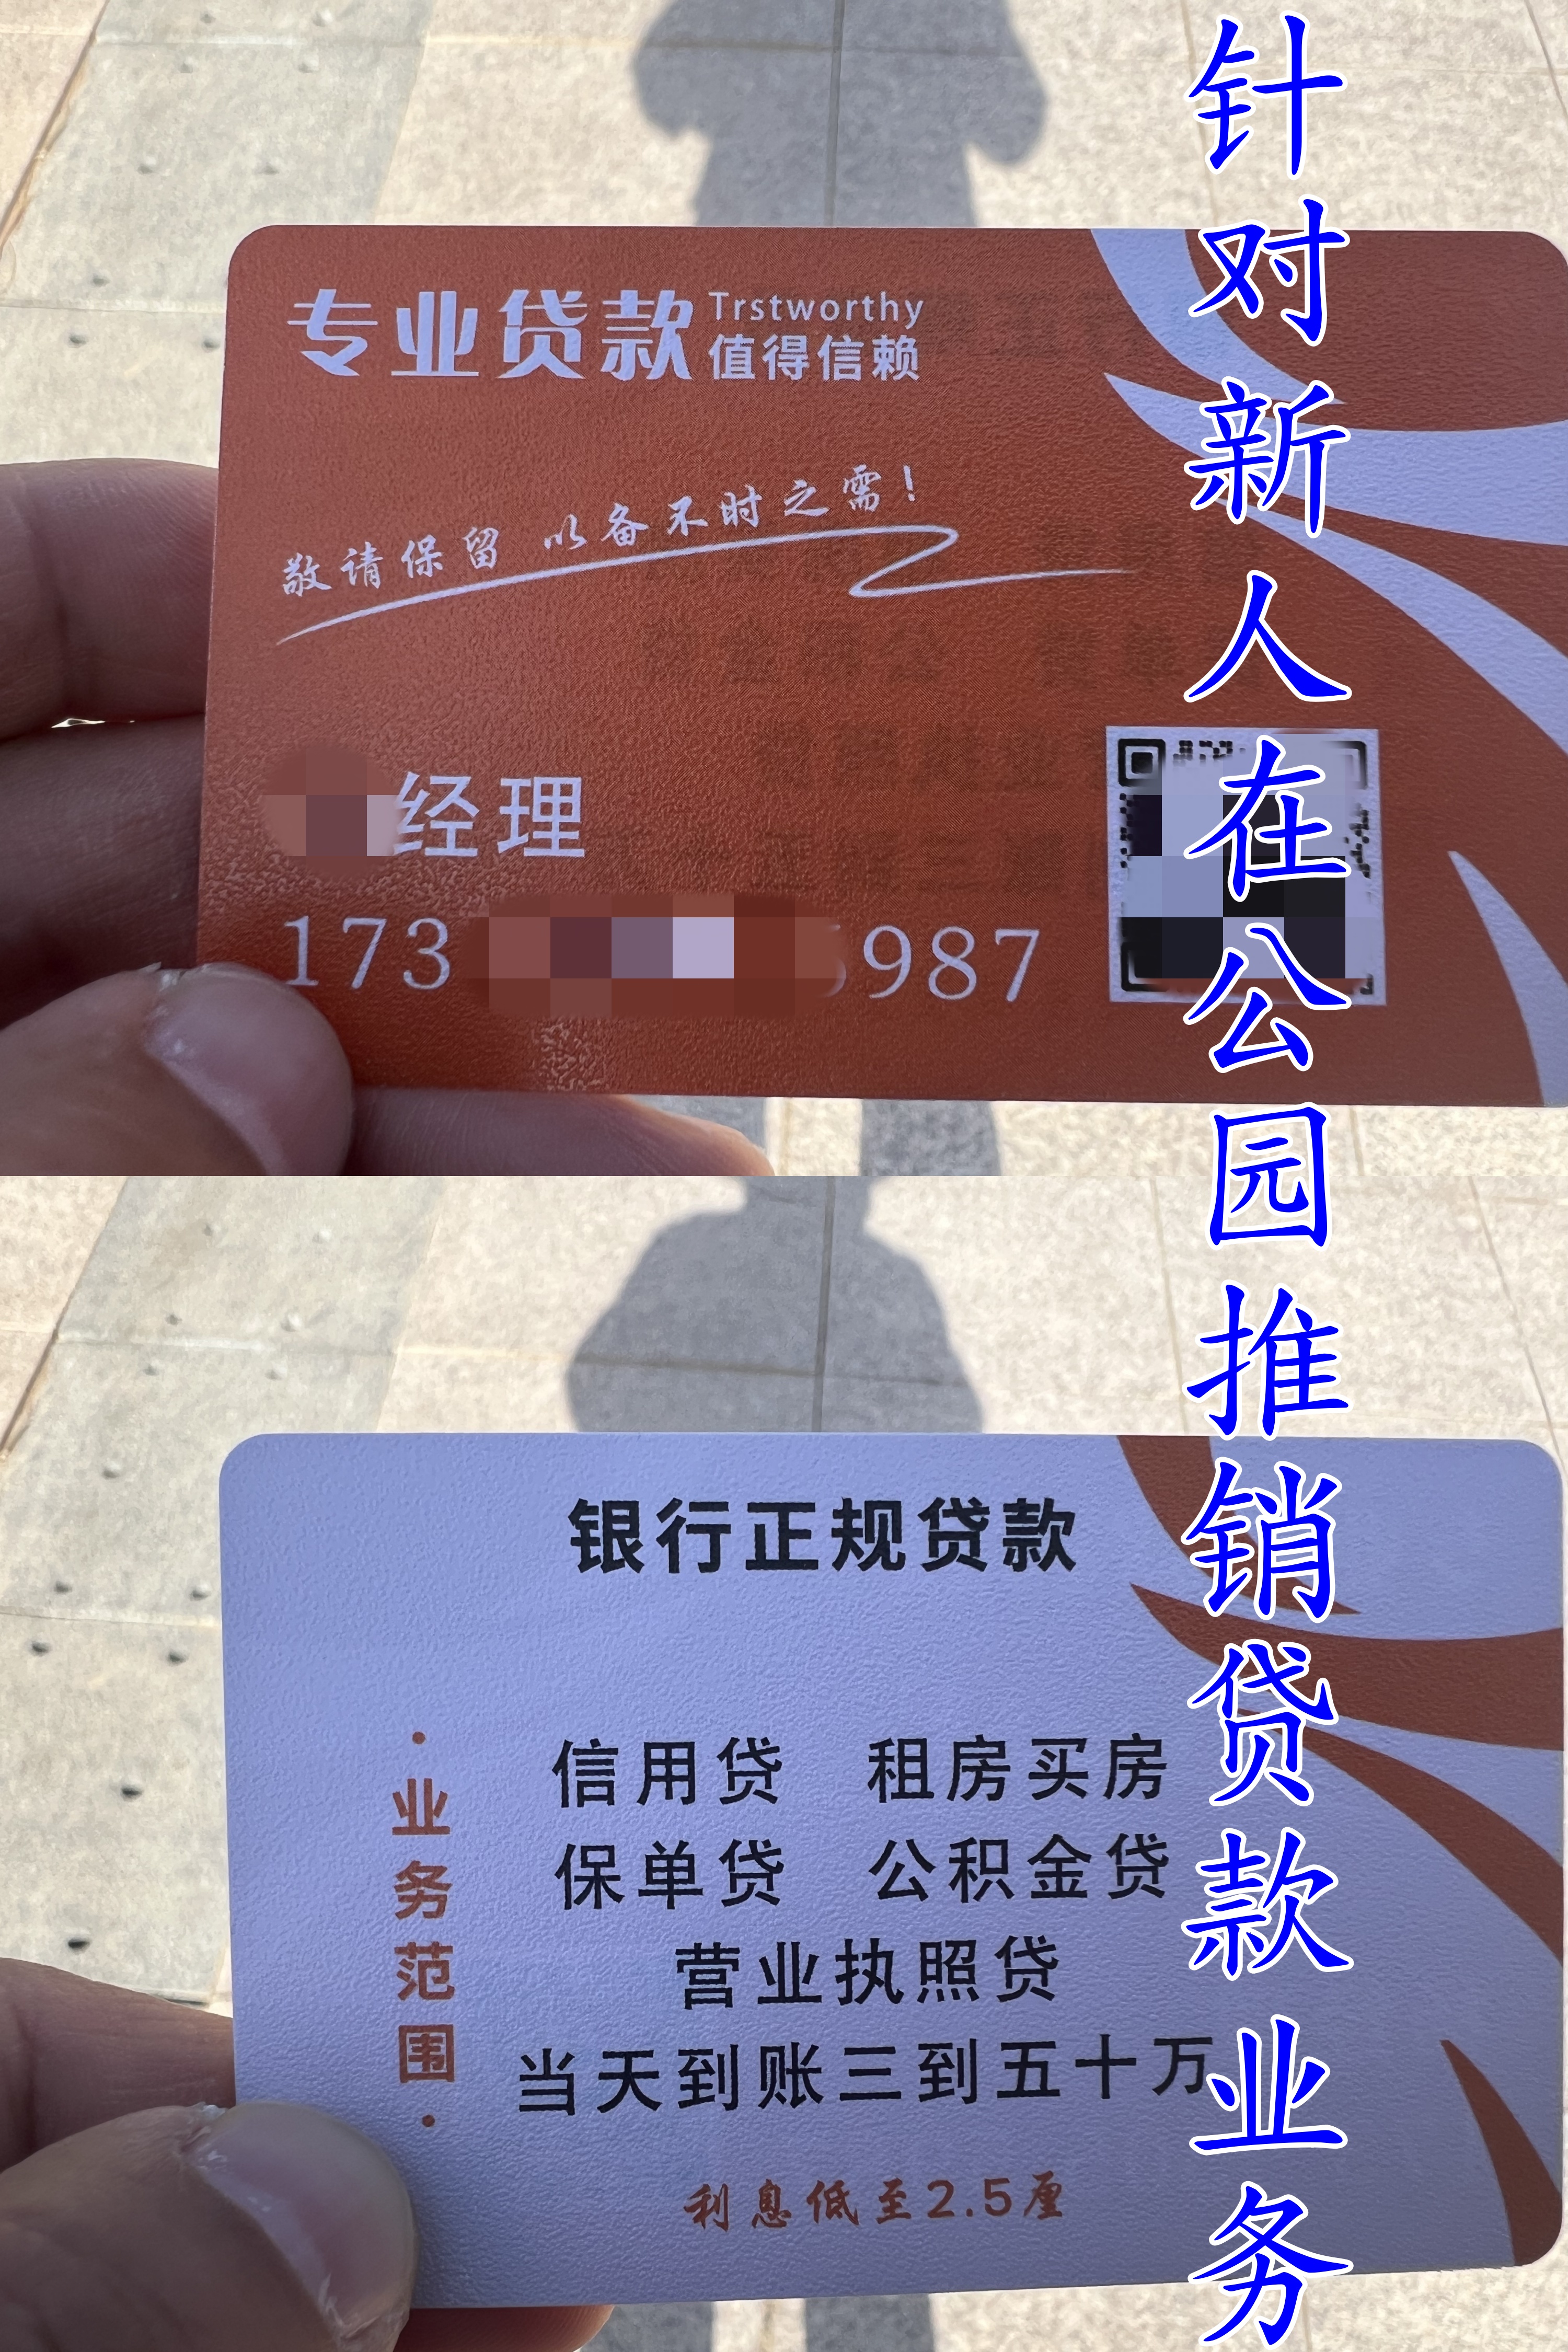 专业贷款
Trstworthy
值得信赖
敬请保留 以备不时之需!
经理
173
987
银行正规贷款
·业务范围·
信用贷 租房买房
保单贷 公积金贷
营业执照贷
当天到账三到五十万
利息低至2.5厘
针对新人在公园推销贷款业务